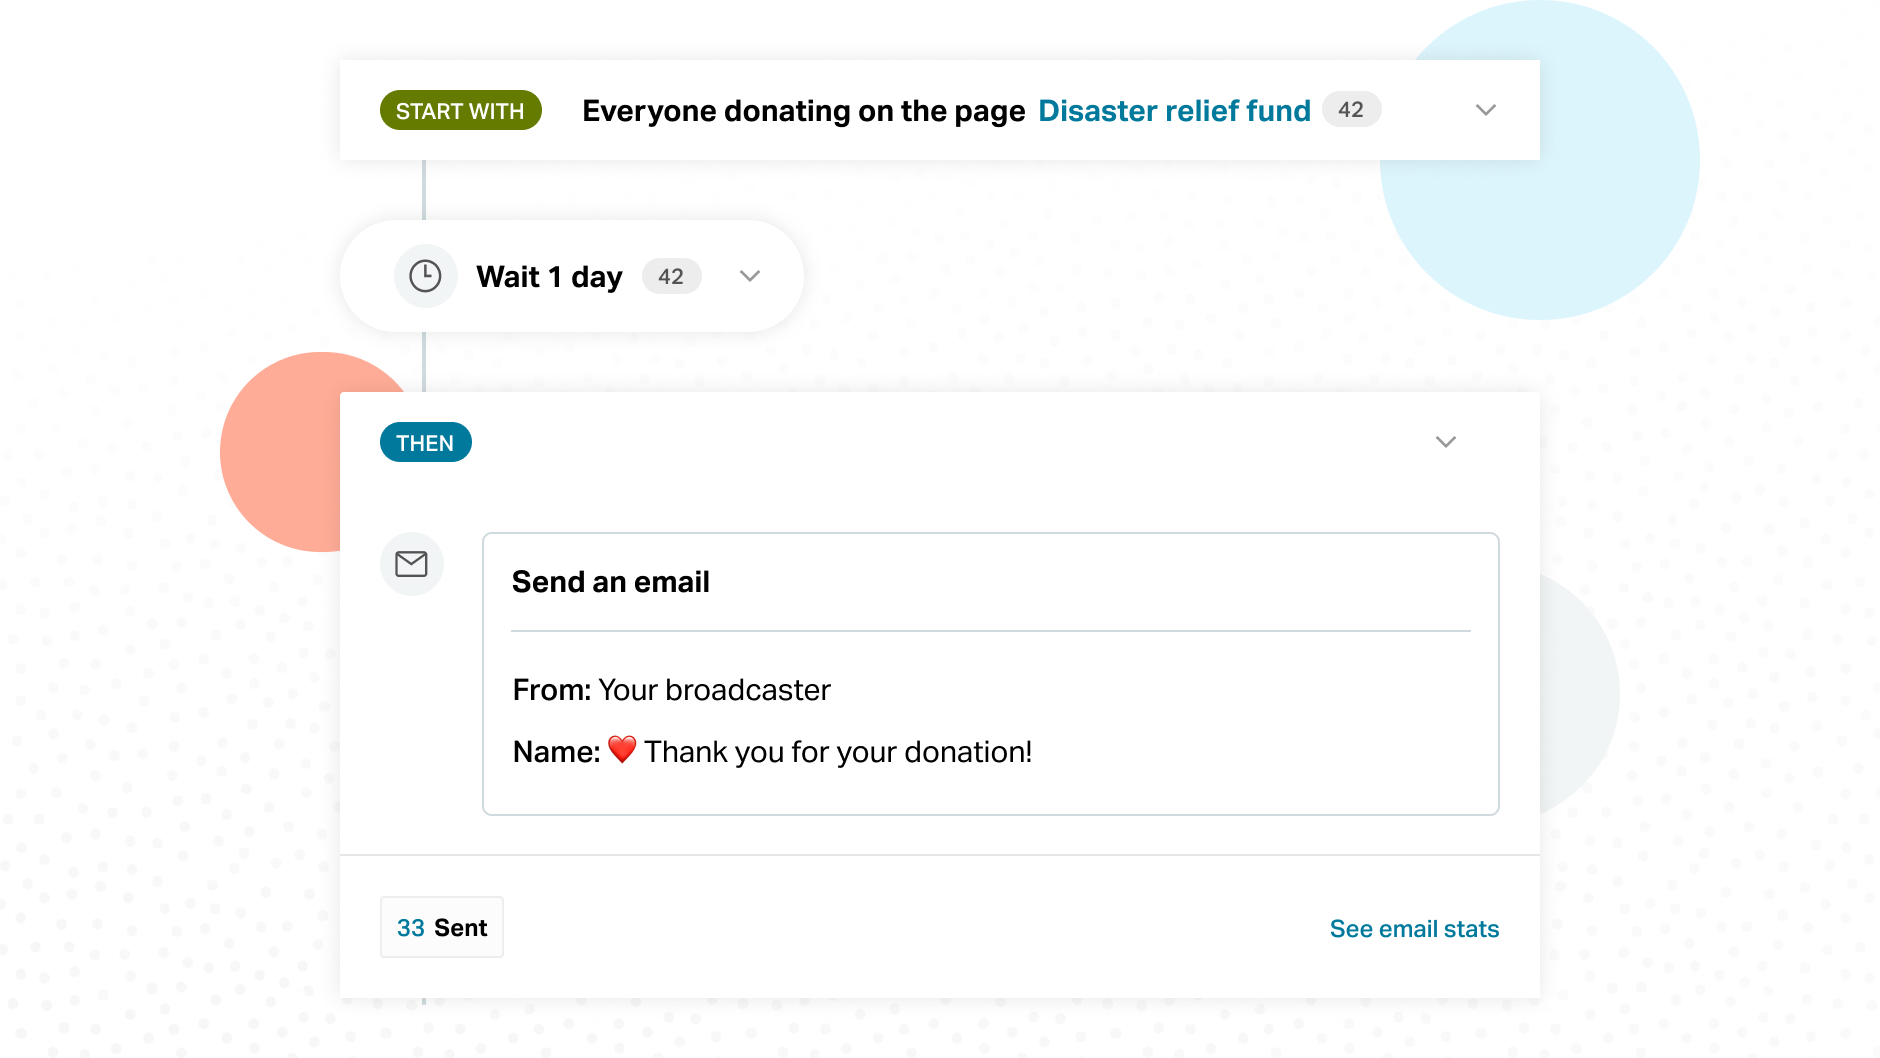 START WITH Everyone donating on the page Disaster relief fund 42
Wait 1 day 42
THEN
Send an email
From: Your broadcaster
Name: ❤️ Thank you for your donation!
33 Sent See email stats